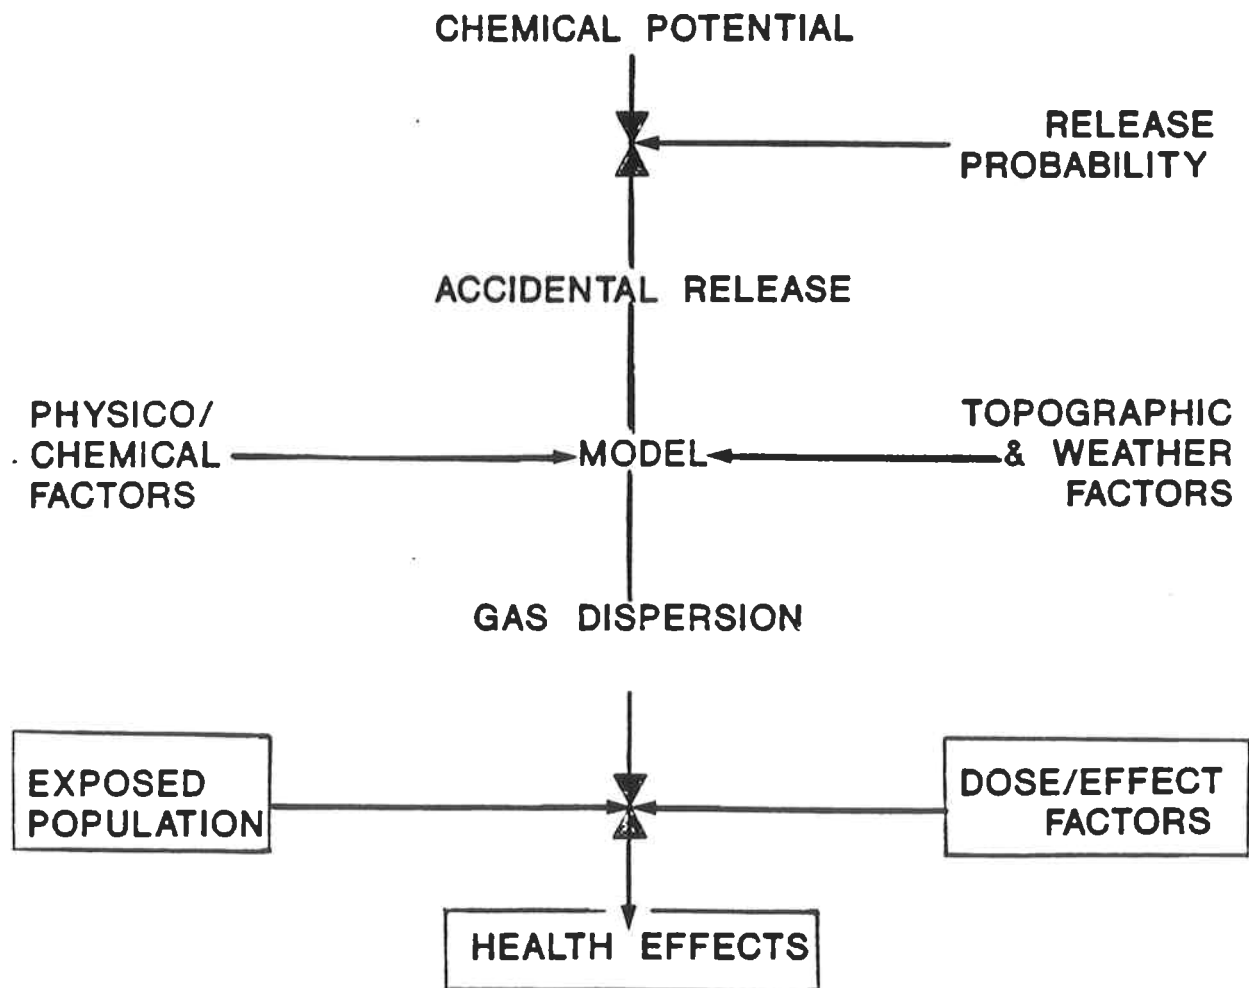 CHEMICAL POTENTIAL
RELEASE
PROBABILITY
ACCIDENTAL RELEASE
PHYSICO/
CHEMICAL
FACTORS
MODEL
TOPOGRAPHIC
& WEATHER
FACTORS
GAS DISPERSION
EXPOSED
POPULATION
DOSE/EFFECT
FACTORS
HEALTH EFFECTS